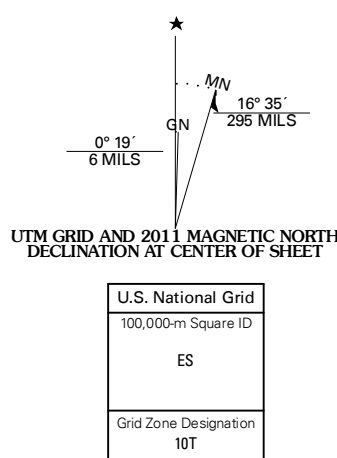 MN
GN
16° 35´
295 MILS
0° 19´
6 MILS
UTM GRID AND 2011 MAGNETIC NORTH
DECLINATION AT CENTER OF SHEET
U.S. National Grid
100,000-m Square ID
ES
Grid Zone Designation
10T